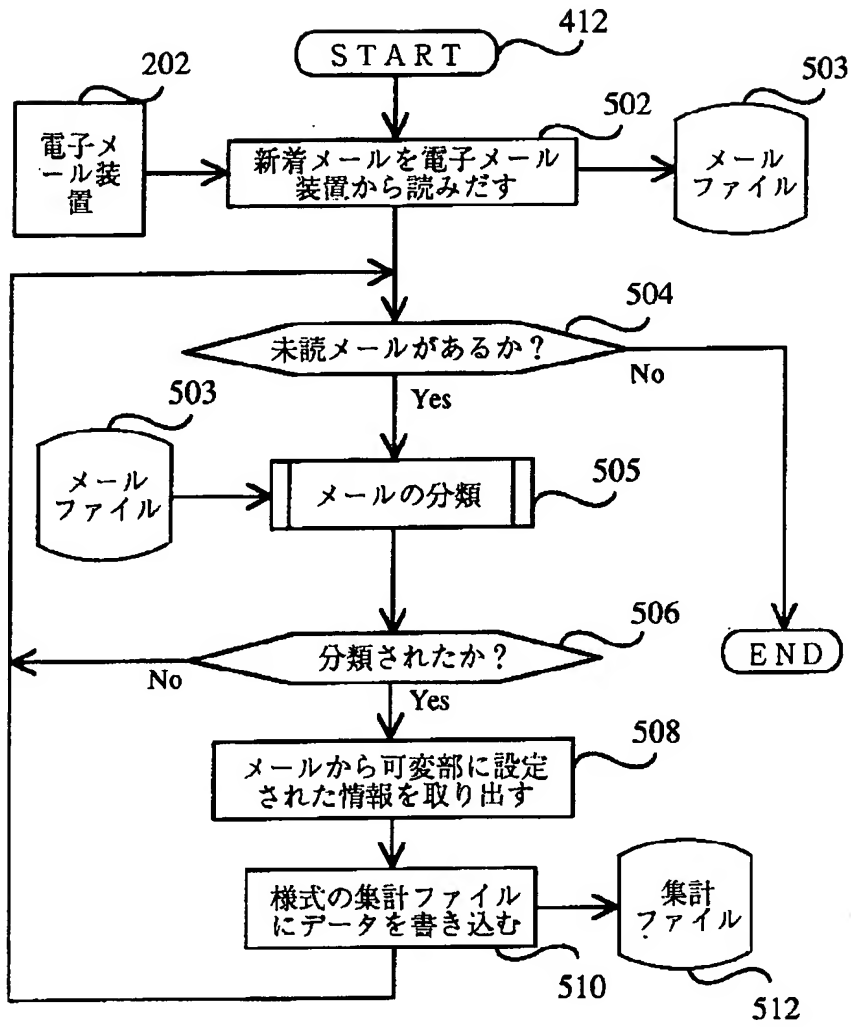 412
START
202
503
502
電子メ
ール装
置
新着メールを電子メール
装置から読みだす
メール
ファイル
504
未読メールがあるか？
No
Yes
503
メール
ファイル
メールの分類
505
506
分類されたか？
END
No
Yes
508
メールから可変部に設定
された情報を取り出す
様式の集計ファイル
にデータを書き込む
集計
ファイル
510
512